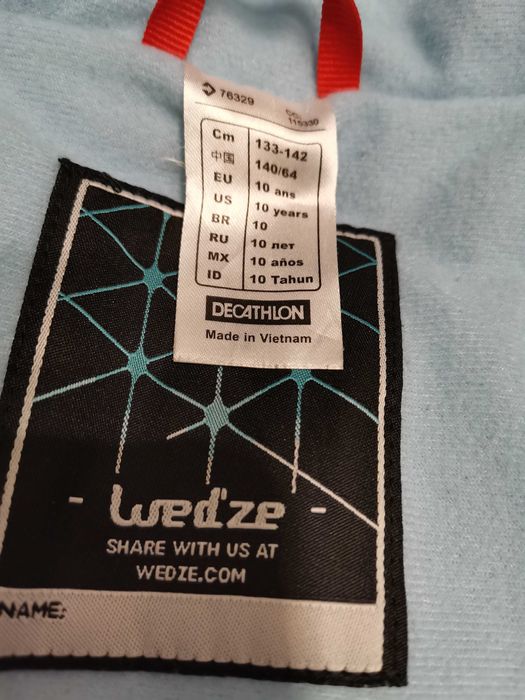 76329 CC
115330
Cm 133-142
中国 140/64
EU 10 ans
US 10 years
BR 10
RU 10 лет
MX 10 años
ID 10 Tahun
DECATHLON
Made in Vietnam
- Wed'ze -
SHARE WITH US AT
WEDZE.COM
NAME: